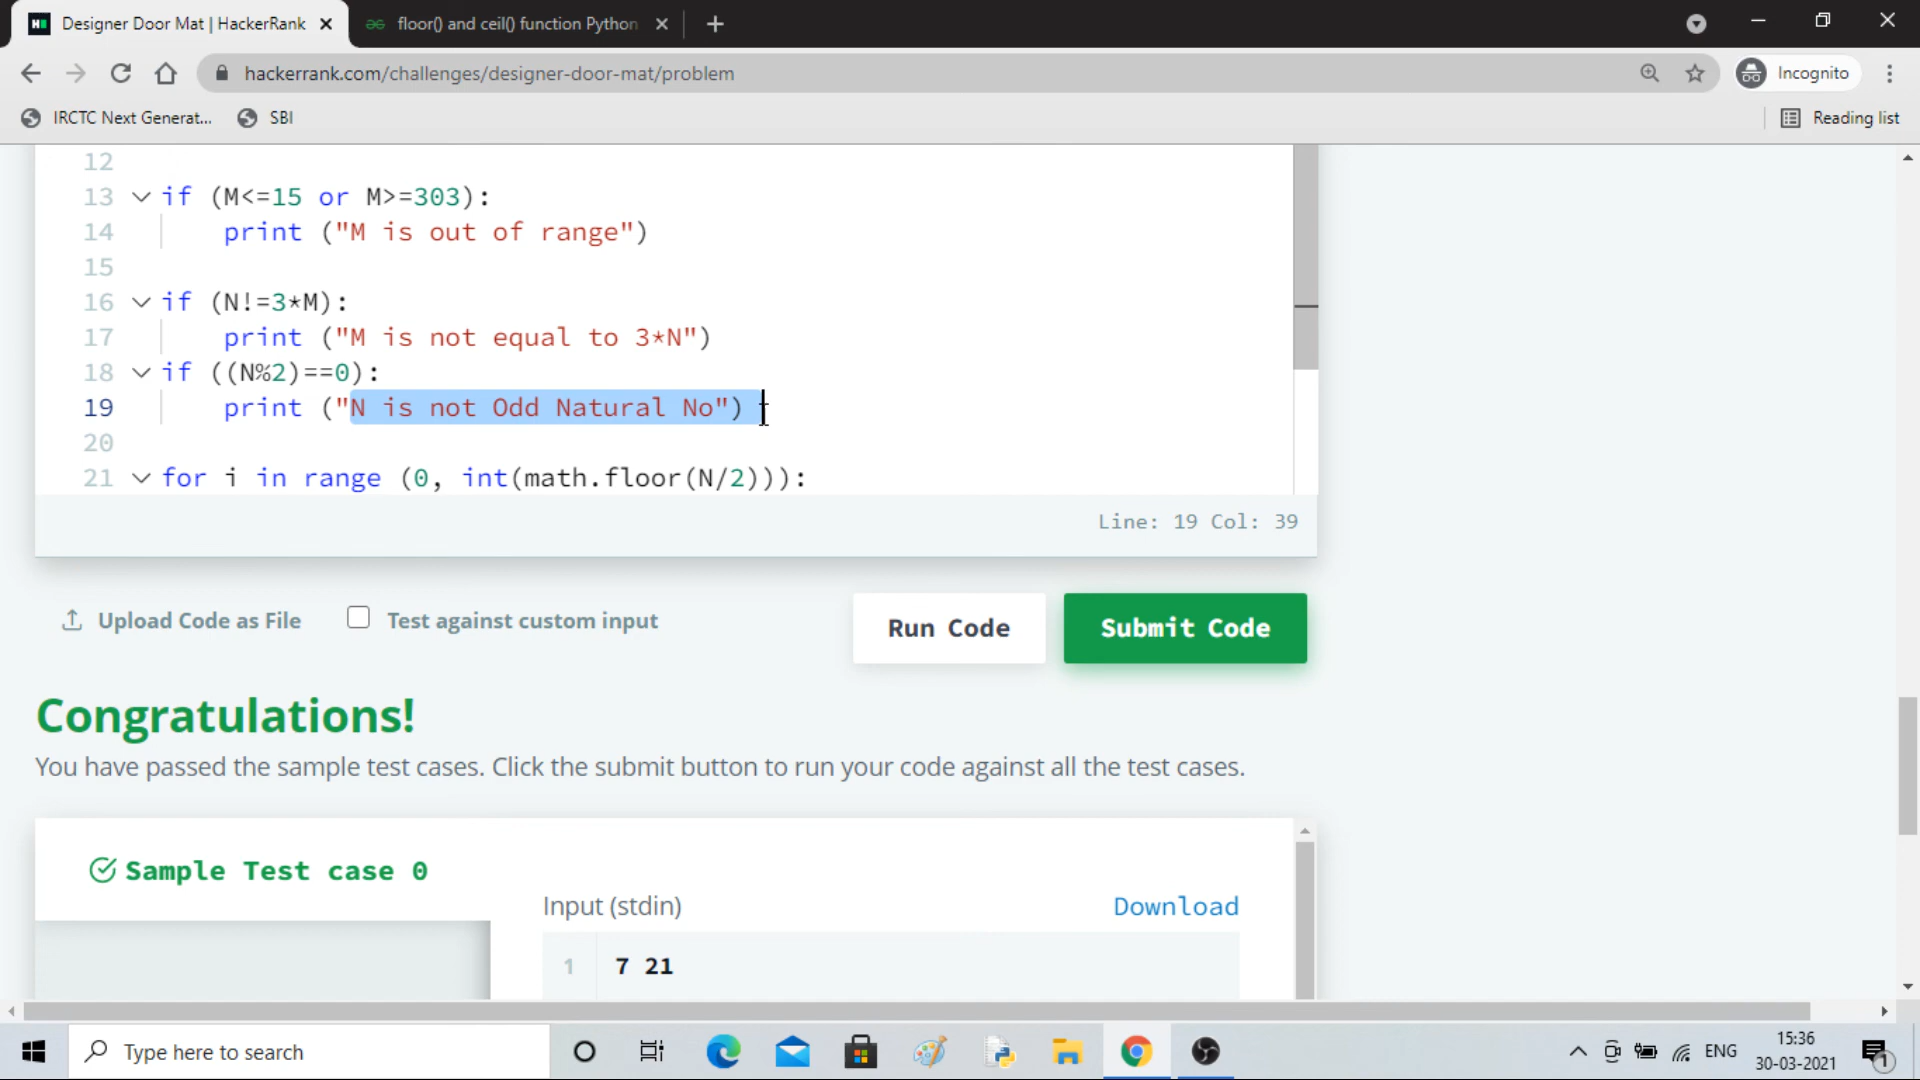 Designer Door Mat | HackerRank
floor() and ceil() function Python
hackerrank.com/challenges/designer-door-mat/problem
Incognito
IRCTC Next Generat...
SBI
Reading list
12
13 if (M<=15 or M>=303):
14 print ("M is out of range")
15
16 if (N!=3*M):
17 print ("M is not equal to 3*N")
18 if ((N%2)==0):
19 print ("N is not Odd Natural No")
20
21 for i in range (0, int(math.floor(N/2))):
Line: 19 Col: 39
Upload Code as File
Test against custom input
Run Code
Submit Code
Congratulations!
You have passed the sample test cases. Click the submit button to run your code against all the test cases.
Sample Test case 0
Input (stdin)
Download
1 7 21
Type here to search
ENG
15:36
30-03-2021
1